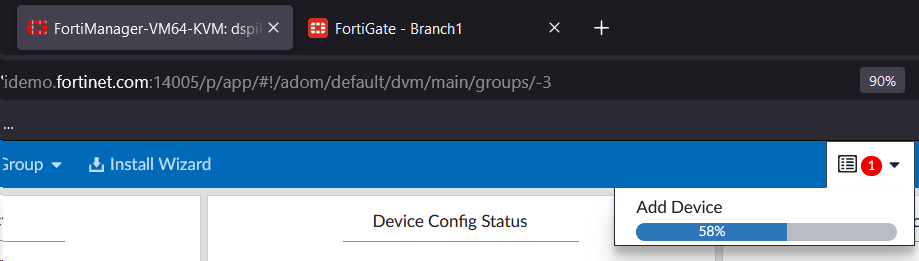 FortiManager-VM64-KVM: dspil
FortiGate - Branch1
idemo.fortinet.com:14005/p/app/#!/adom/default/dvm/main/groups/-3
90%
...
Group
Install Wizard
1
Add Device
58%
Device Config Status